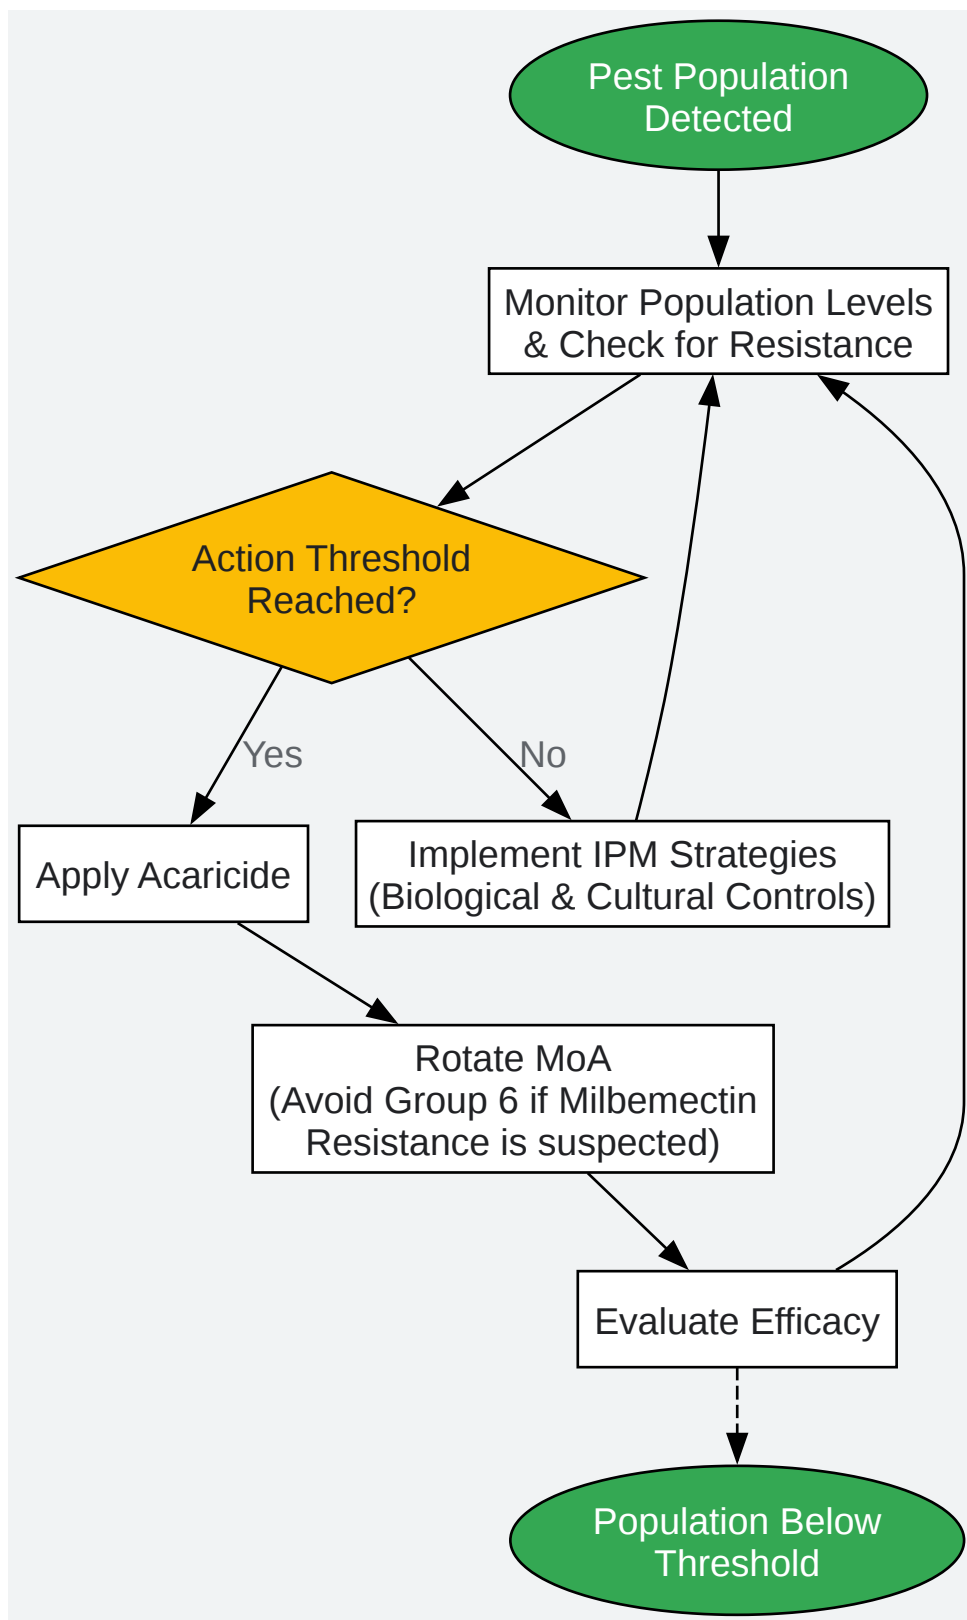 Pest Population
Detected
Monitor Population Levels
& Check for Resistance
Action Threshold
Reached?
Yes
No
Apply Acaricide
Implement IPM Strategies
(Biological & Cultural Controls)
Rotate MoA
(Avoid Group 6 if Milbemectin
Resistance is suspected)
Evaluate Efficacy
Population Below
Threshold